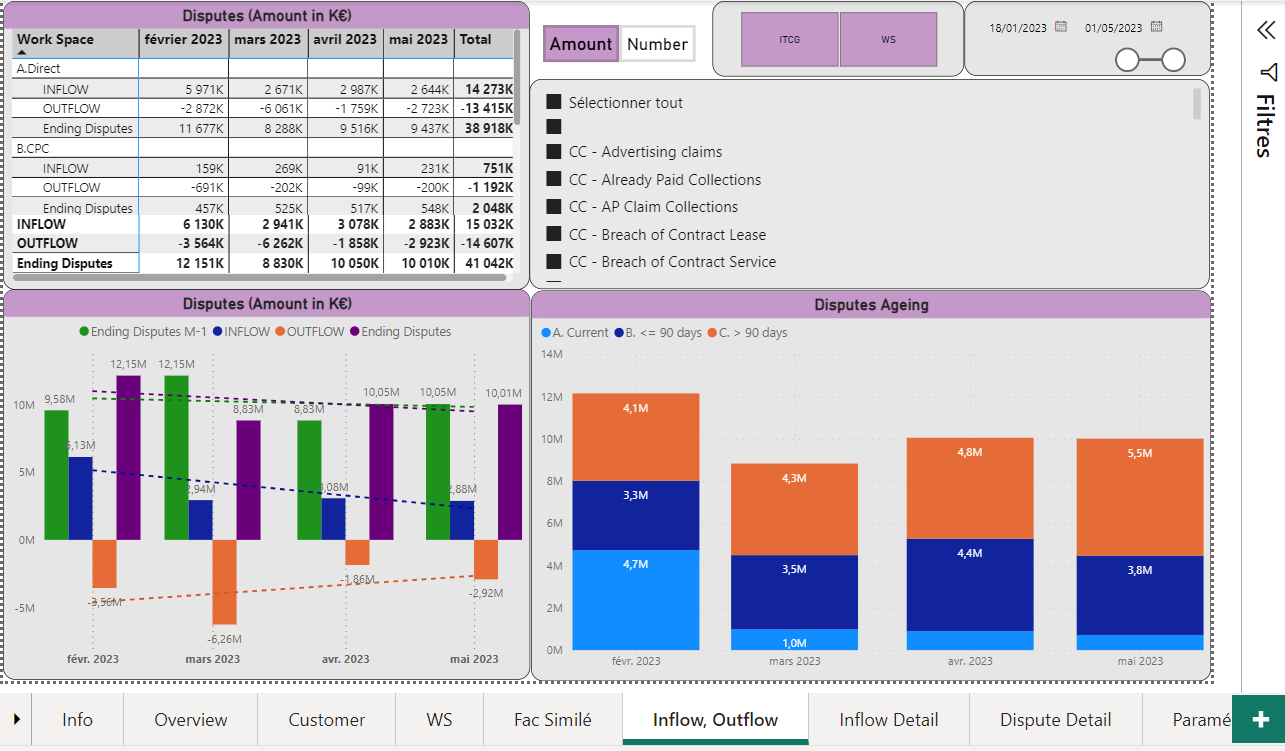 Disputes (Amount in K€)
Work Space février 2023 mars 2023 avril 2023 mai 2023 Total
A.Direct
INFLOW 5 971K 2 671K 2 987K 2 644K 14 273K
OUTFLOW -2 872K -6 061K -1 759K -2 723K -13 415K
Ending Disputes 11 677K 8 288K 9 516K 9 437K 38 918K
B.CPC
INFLOW 159K 269K 91K 231K 751K
OUTFLOW -691K -202K -99K -200K -1 192K
Ending Disputes 457K 525K 517K 548K 2 048K
INFLOW 6 130K 2 941K 3 078K 2 883K 15 032K
OUTFLOW -3 564K -6 262K -1 858K -2 923K -14 607K
Ending Disputes 12 151K 8 830K 10 050K 10 010K 41 042K
Amount Number
ITCG WS
18/01/2023 01/05/2023
Sélectionner tout
CC - Advertising claims
CC - Already Paid Collections
CC - AP Claim Collections
CC - Breach of Contract Lease
CC - Breach of Contract Service
Filtres
Disputes (Amount in K€)
Ending Disputes M-1 INFLOW OUTFLOW Ending Disputes
12,15M 12,15M
9,58M 10,05M 10,05M 10,01M
10M
8,83M 8,83M
5M
,13M ,94M ,08M ,88M
0M
-3,56M -1,86M -2,92M
-5M
-6,26M
févr. 2023 mars 2023 avr. 2023 mai 2023
Disputes Ageing
A. Current B. <= 90 days C. > 90 days
14M
12M
10M
8M
6M
4M
2M
0M
4,1M 4,3M 4,8M 5,5M
3,3M 3,5M 4,4M 3,8M
4,7M 1,0M
févr. 2023 mars 2023 avr. 2023 mai 2023
Info Overview Customer WS Fac Similé Inflow, Outflow Inflow Detail Dispute Detail Paramé